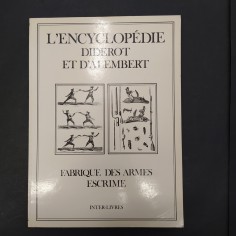 L'ENCYCLOPÉDIE
DIDEROT
ET D'ALEMBERT
FABRIQUE DES ARMES
ESCRIME
INTER-LIVRES